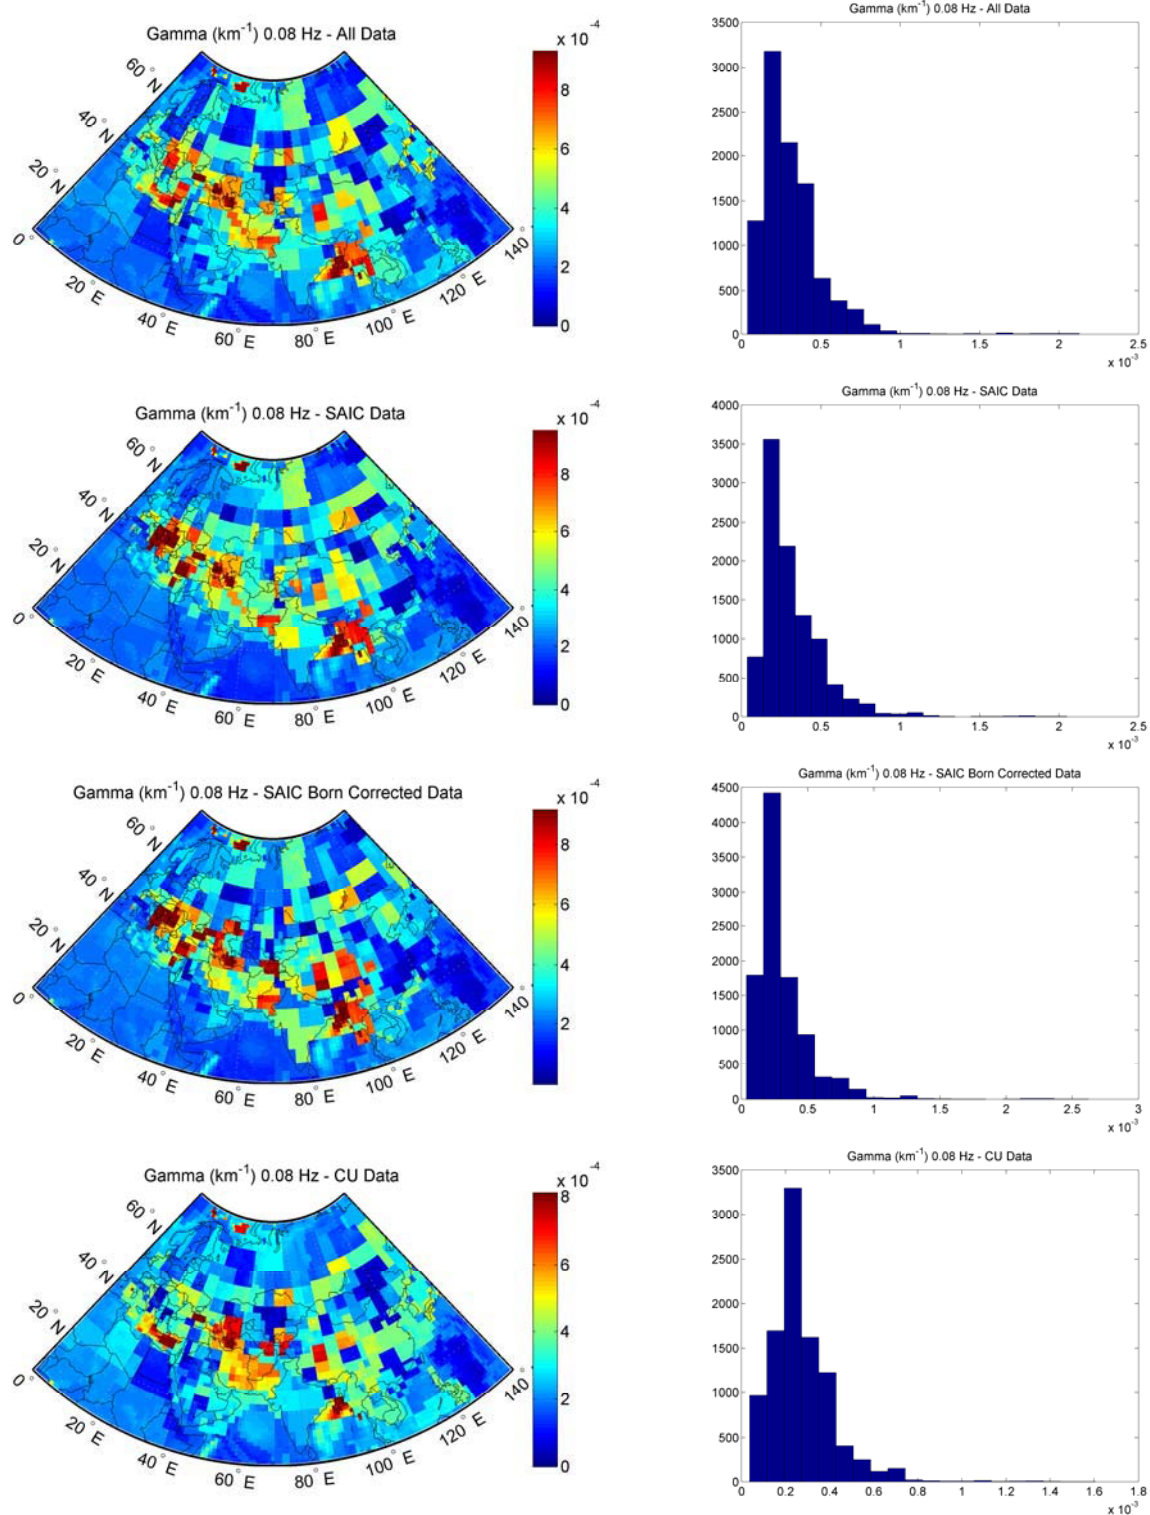 Gamma (km⁻¹) 0.08 Hz - All Data
x 10⁻⁴
8
6
4
2
0
60 ° N
40 ° N
20 ° N
0 °
20 ° E
40 ° E
60 ° E
80 ° E
100 ° E
120 ° E
140 °
Gamma (km⁻¹) 0.08 Hz - All Data
3500
3000
2500
2000
1500
1000
500
0
0 0.5 1 1.5 2 2.5
x 10⁻³
Gamma (km⁻¹) 0.08 Hz - SAIC Data
x 10⁻⁴
8
6
4
2
0
60 ° N
40 ° N
20 ° N
0 °
20 ° E
40 ° E
60 ° E
80 ° E
100 ° E
120 ° E
140 °
Gamma (km⁻¹) 0.08 Hz - SAIC Data
4000
3500
3000
2500
2000
1500
1000
500
0
0 0.5 1 1.5 2 2.5
x 10⁻³
Gamma (km⁻¹) 0.08 Hz - SAIC Born Corrected Data
x 10⁻⁴
8
6
4
2
60 ° N
40 ° N
20 ° N
0 °
20 ° E
40 ° E
60 ° E
80 ° E
100 ° E
120 ° E
140 °
Gamma (km⁻¹) 0.08 Hz - SAIC Born Corrected Data
4500
4000
3500
3000
2500
2000
1500
1000
500
0
0 0.5 1 1.5 2 2.5 3
x 10⁻³
Gamma (km⁻¹) 0.08 Hz - CU Data
x 10⁻⁴
8
6
4
2
0
60 ° N
40 ° N
20 ° N
0 °
20 ° E
40 ° E
60 ° E
80 ° E
100 ° E
120 ° E
140 °
Gamma (km⁻¹) 0.08 Hz - CU Data
3500
3000
2500
2000
1500
1000
500
0
0 0.2 0.4 0.6 0.8 1 1.2 1.4 1.6 1.8
x 10⁻³